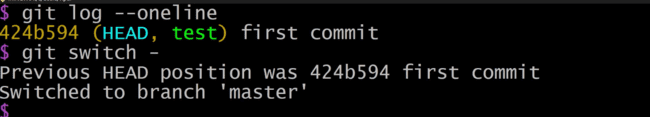 $ git log --oneline
424b594 (HEAD, test) first commit
$ git switch -
Previous HEAD position was 424b594 first commit
Switched to branch 'master'
$